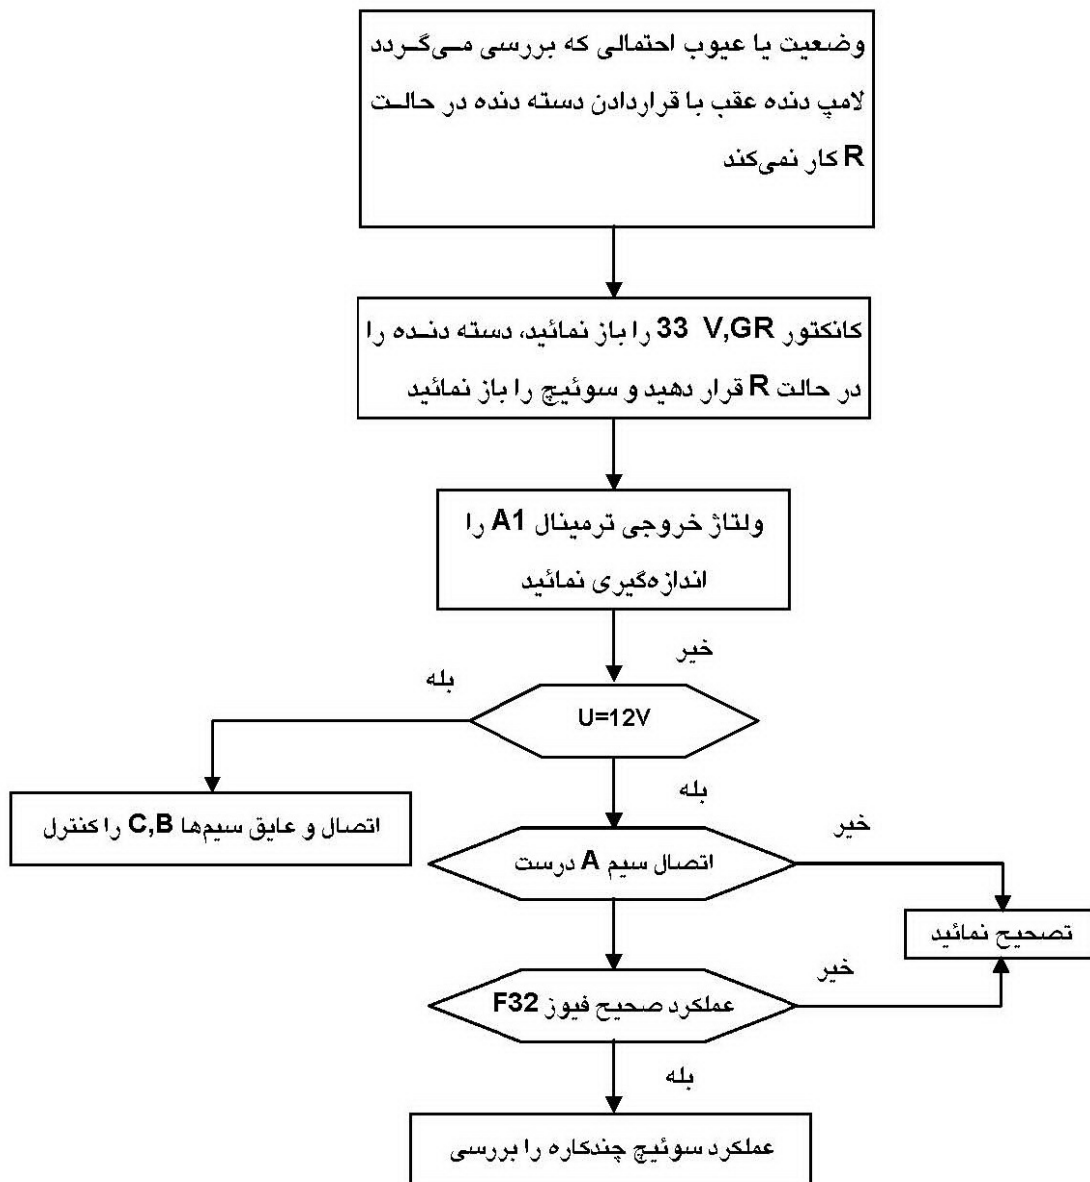 وضعیت یا عیوب احتمالی که بررسی می‌گردد
لامپ دنده عقب با قراردادن دسته دنده در حالت
R کار نمی‌کند
کانکتور 33 V,GR را باز نمائید، دسته دنده را
در حالت R قرار دهید و سوئیچ را باز نمائید
ولتاژ خروجی ترمینال A1 را
اندازه‌گیری نمائید
خیر
بله
U=12V
بله
اتصال و عایق سیم‌ها C,B را کنترل
خیر
اتصال سیم A درست
تصحیح نمائید
خیر
عملکرد صحیح فیوز F32
بله
عملکرد سوئیچ چندکاره را بررسی